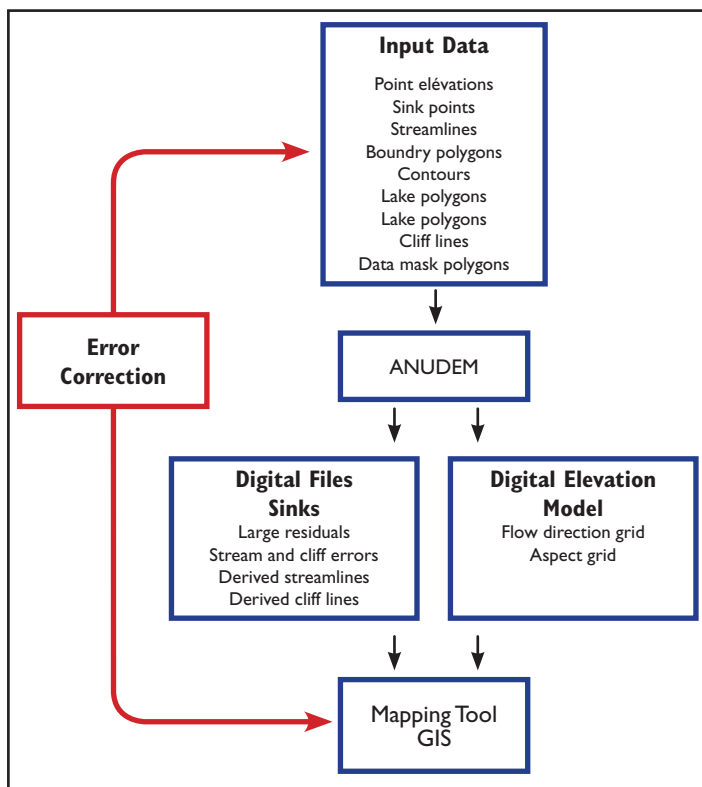 Input Data
Point elévations
Sink points
Streamlines
Boundry polygons
Contours
Lake polygons
Lake polygons
Cliff lines
Data mask polygons
Error
Correction
ANUDEM
Digital Files
Sinks
Large residuals
Stream and cliff errors
Derived streamlines
Derived cliff lines
Digital Elevation
Model
Flow direction grid
Aspect grid
Mapping Tool
GIS